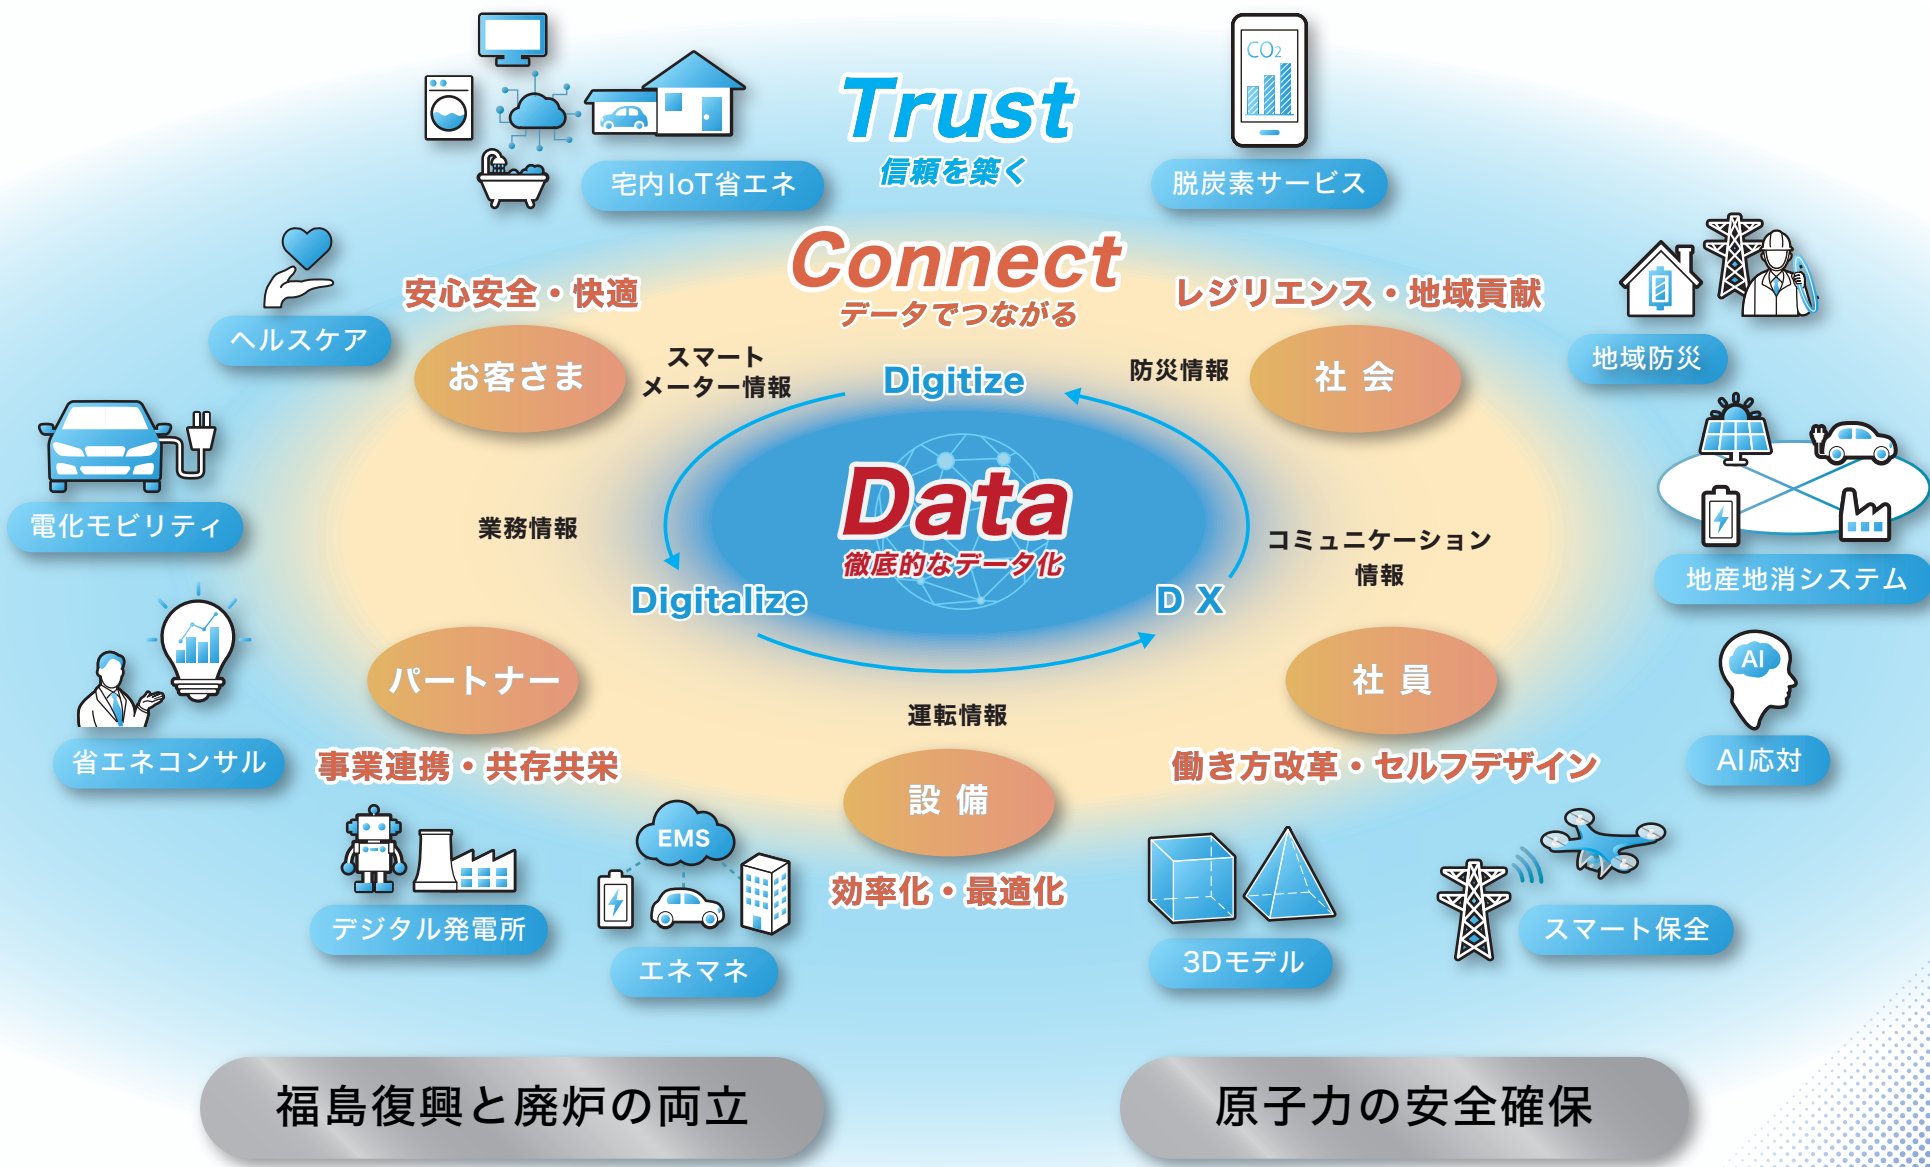 CO2
Trust
信頼を築く
宅内IoT省エネ
脱炭素サービス
Connect
データでつながる
安心安全・快適
レジリエンス・地域貢献
ヘルスケア
お客さま
スマート
メーター情報
Digitize
防災情報
社会
地域防災
電化モビリティ
業務情報
Data
徹底的なデータ化
コミュニケーション
情報
地産地消システム
Digitalize
DX
パートナー
社員
AI
省エネコンサル
事業連携・共存共栄
運転情報
設備
働き方改革・セルフデザイン
AI応対
EMS
効率化・最適化
デジタル発電所
エネマネ
3Dモデル
スマート保全
福島復興と廃炉の両立
原子力の安全確保